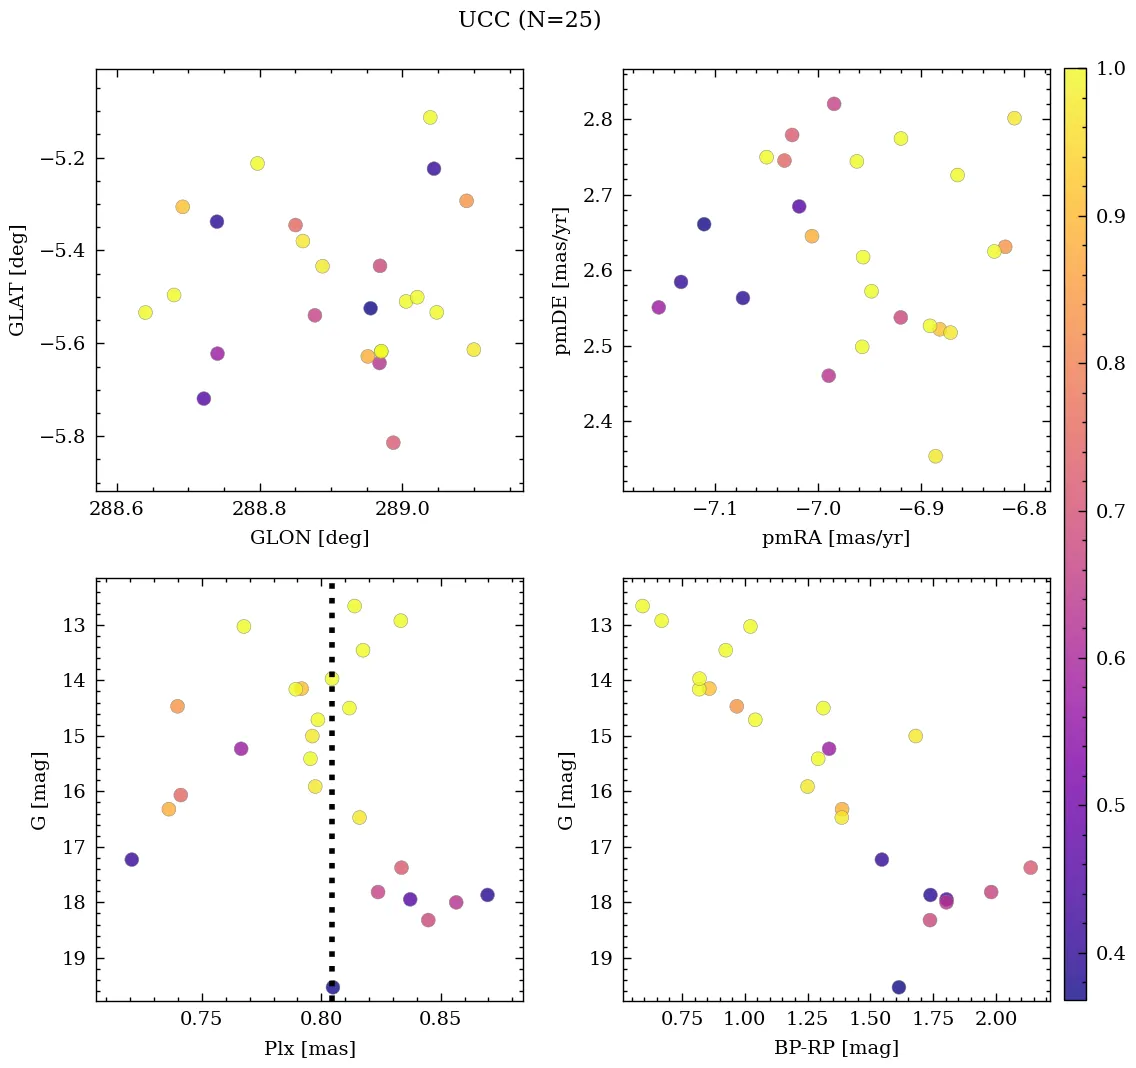 UCC (N=25)
−5.2
−5.4
−5.6
−5.8
GLAT [deg]
288.6 288.8 289.0
GLON [deg]
2.8
2.7
2.6
2.5
2.4
pmDE [mas/yr]
−7.1 −7.0 −6.9 −6.8
pmRA [mas/yr]
13
14
15
16
17
18
19
G [mag]
0.75 0.80 0.85
Plx [mas]
13
14
15
16
17
18
19
G [mag]
0.75 1.00 1.25 1.50 1.75 2.00
BP-RP [mag]
1.0
0.9
0.8
0.7
0.6
0.5
0.4